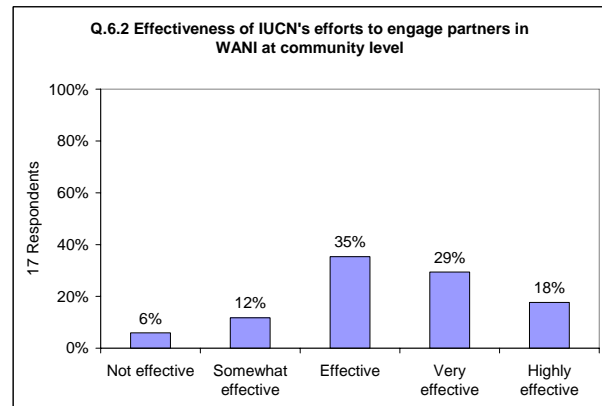 Q.6.2 Effectiveness of IUCN's efforts to engage partners in
WANI at community level
17 Respondents
100%
80%
60%
40%
20%
0%
6%
12%
35%
29%
18%
Not effective
Somewhat
effective
Effective
Very
effective
Highly
effective